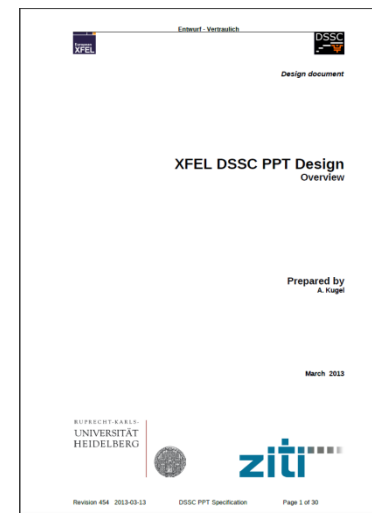 Entwurf - Vertraulich
European
XFEL
DSSC
Design document
XFEL DSSC PPT Design
Overview
Prepared by
A. Kugel
March 2013
RUPRECHT-KARLS-
UNIVERSITÄT
HEIDELBERG
ziti
Revision 454 2013-03-13 DSSC PPT Specification Page 1 of 30